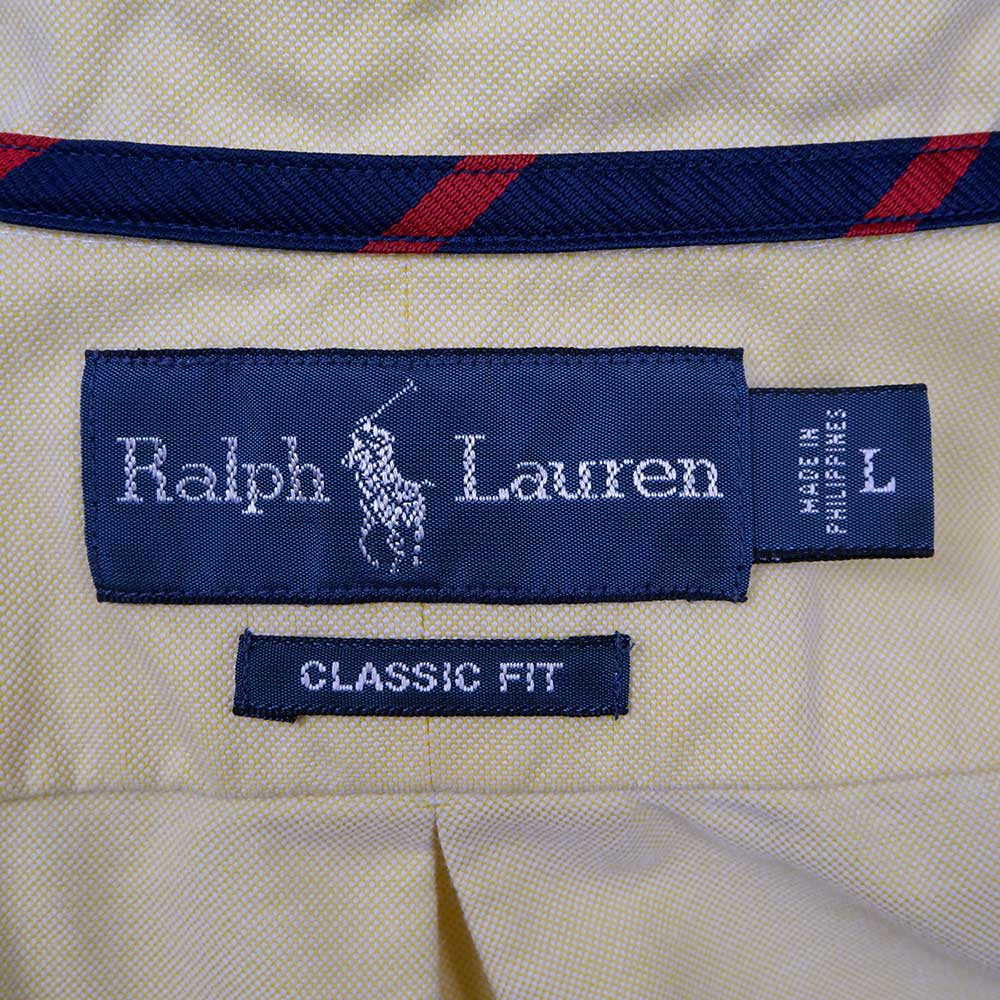 Ralph Lauren
MADE IN
PHILIPPINES
L
CLASSIC FIT